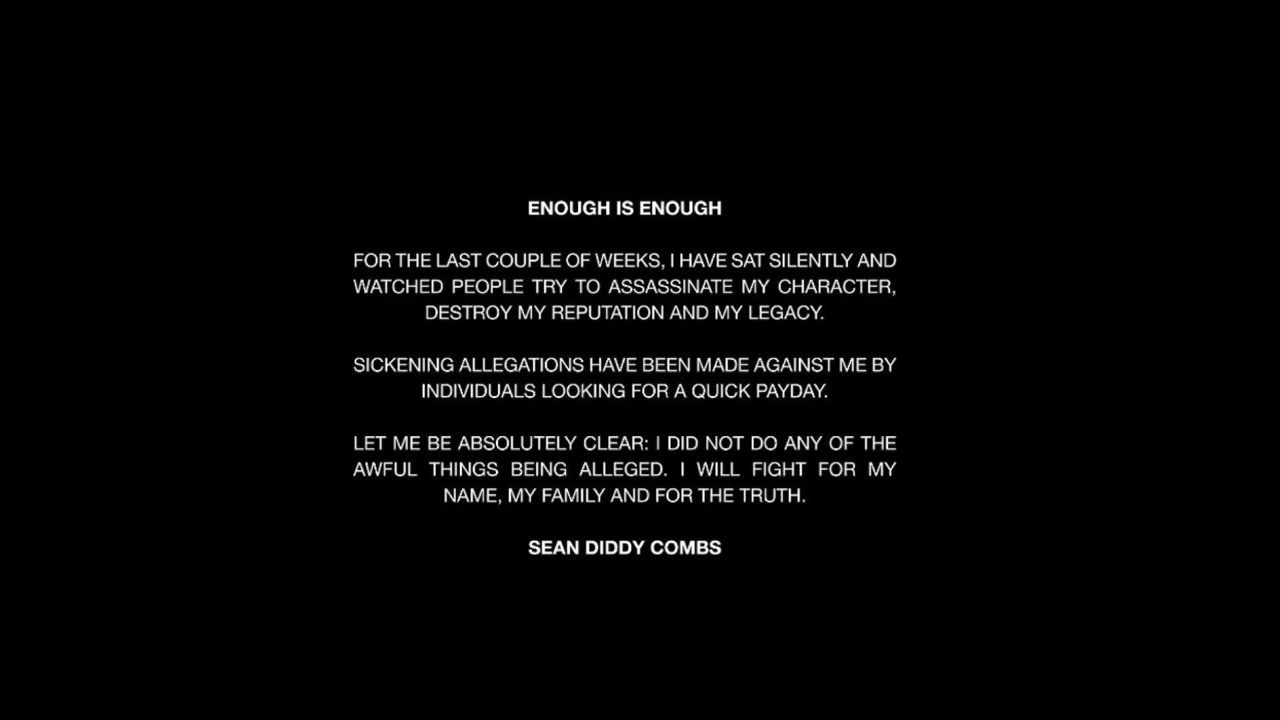 ENOUGH IS ENOUGH
FOR THE LAST COUPLE OF WEEKS, I HAVE SAT SILENTLY AND
WATCHED PEOPLE TRY TO ASSASSINATE MY CHARACTER,
DESTROY MY REPUTATION AND MY LEGACY.
SICKENING ALLEGATIONS HAVE BEEN MADE AGAINST ME BY
INDIVIDUALS LOOKING FOR A QUICK PAYDAY.
LET ME BE ABSOLUTELY CLEAR: I DID NOT DO ANY OF THE
AWFUL THINGS BEING ALLEGED. I WILL FIGHT FOR MY
NAME, MY FAMILY AND FOR THE TRUTH.
SEAN DIDDY COMBS